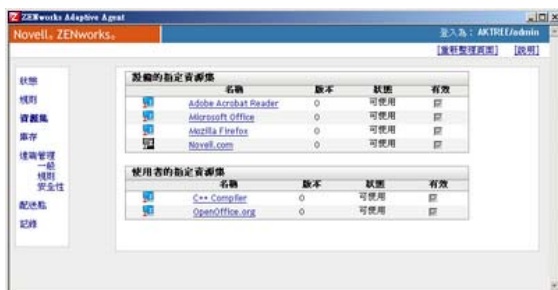 ZENworks Adaptive Agent
Novell. ZENworks.
登入為：AKTREE/admin
[重新整理頁面] [說明]
狀態
規則
資源集
庫存
遠端管理
一般
規則
安全性
配送點
記錄
設備的指定資源集
名稱 版本 狀態 有效
Adobe Acrobat Reader 0 可使用
Microsoft Office 0 可使用
Mozilla Firefox 0 可使用
Novell.com 0 可使用
使用者的指定資源集
名稱 版本 狀態 有效
C++ Compiler 0 可使用
OpenOffice.org 0 可使用